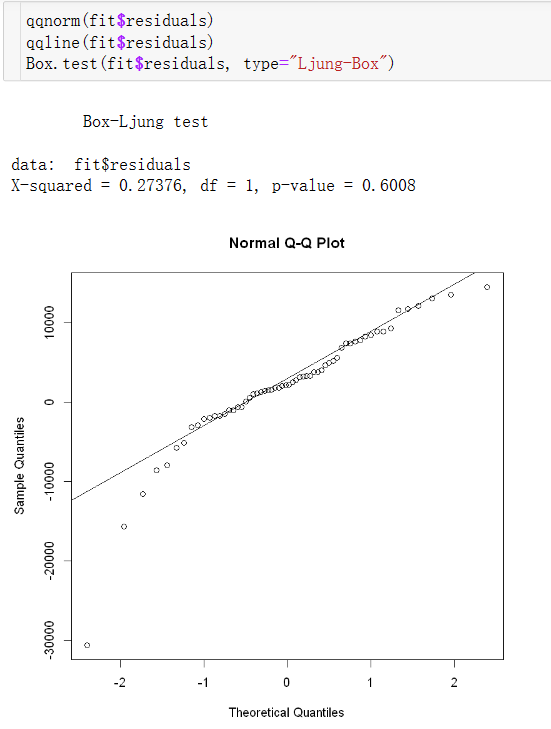 qqnorm(fit$residuals)
qqline(fit$residuals)
Box.test(fit$residuals, type="Ljung-Box")
Box-Ljung test
data:  fit$residuals
X-squared = 0.27376, df = 1, p-value = 0.6008
Normal Q-Q Plot
Sample Quantiles
10000
0
-10000
-20000
-30000
-2 -1 0 1 2
Theoretical Quantiles